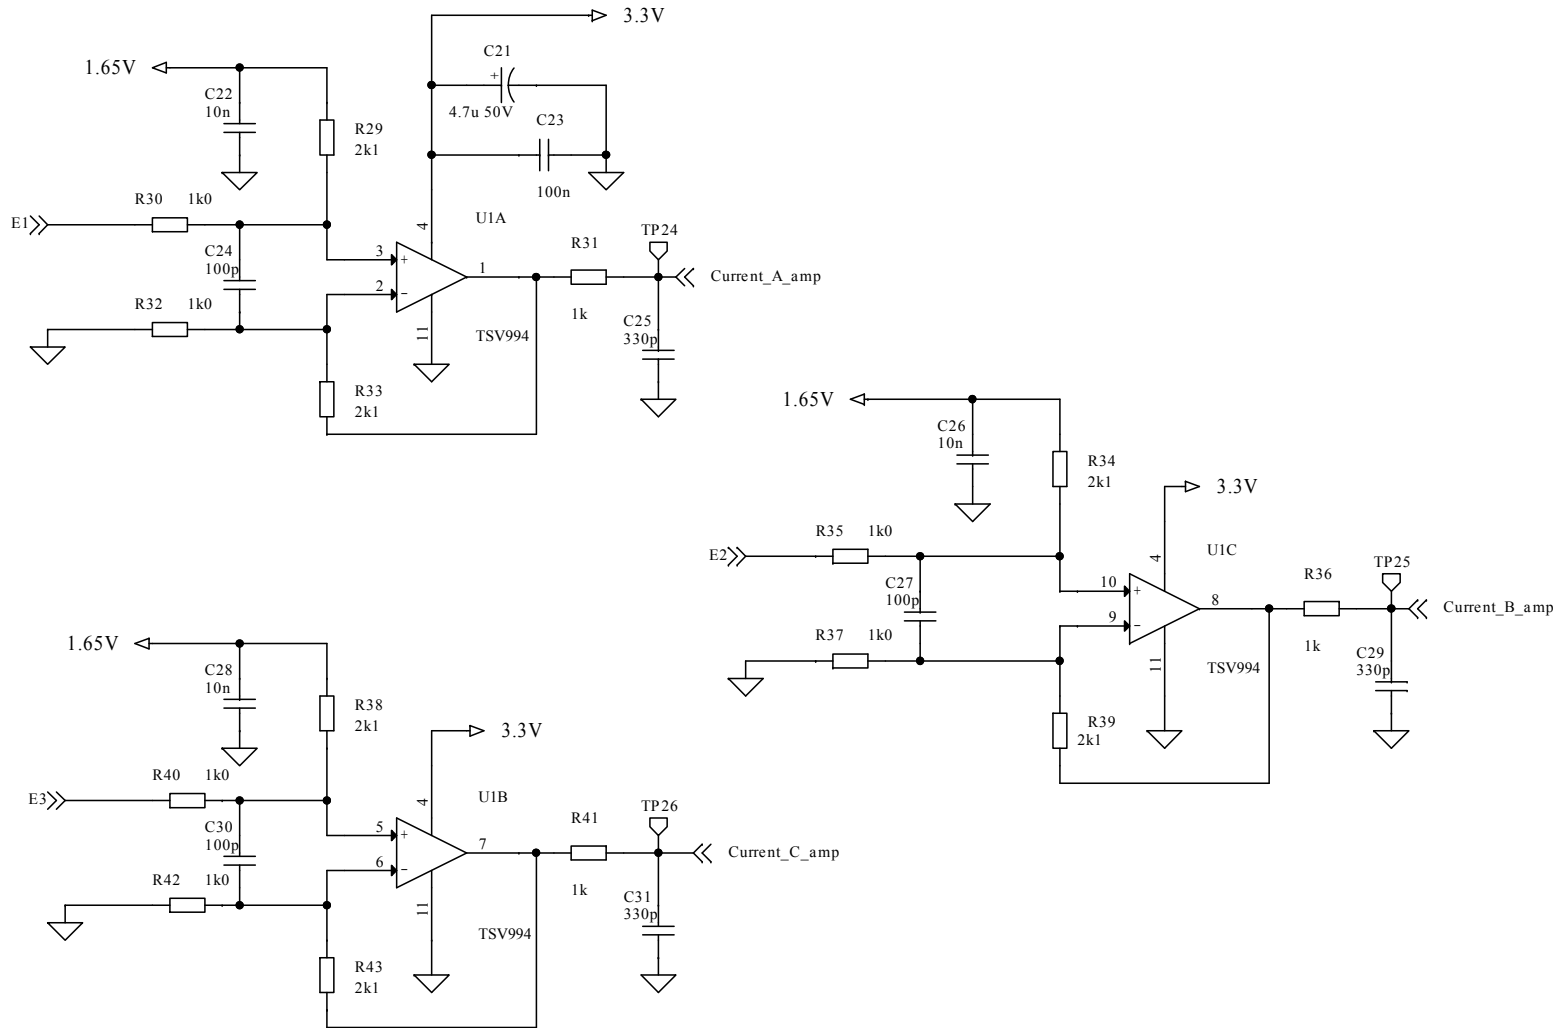 3.3V
C21
+
4.7u 50V
1.65V
C22
10n
R29
2k1
C23
100n
R30 1k0
E1
U1A
4
C24
100p
3
+
2
−
1
R31
1k
TP24
Current_A_amp
R32 1k0
11
TSV994
C25
330p
R33
2k1
1.65V
C26
10n
R34
2k1
3.3V
R35 1k0
E2
U1C
4
C27
100p
10
+
9
−
8
R36
1k
TP25
Current_B_amp
R37 1k0
11
TSV994
C29
330p
R39
2k1
1.65V
C28
10n
R38
2k1
3.3V
R40 1k0
E3
U1B
4
C30
100p
5
+
6
−
7
R41
1k
TP26
Current_C_amp
R42 1k0
11
TSV994
C31
330p
R43
2k1